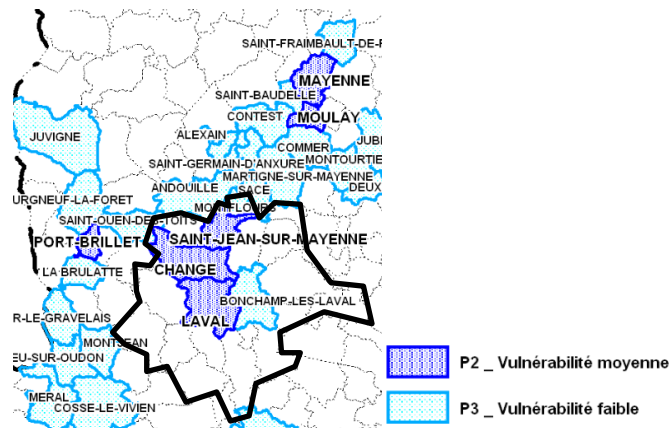 SAINT-FRAIMBAULT-DE-P
MAYENNE
SAINT-BAUDELLE
CONTEST
MOULAY
ALEXAIN
JUVIGNE
COMMER
JUBL
SAINT-GERMAIN-D'ANXURE
MONTOURTIE
MARTIGNE-SUR-MAYENNE
ANDOUILLE
SACE
DEUX
URGNEUF-LA-FORET
MONTFLOURS
SAINT-OUEN-DES-TOITS
PORT-BRILLET
SAINT-JEAN-SUR-MAYENNE
LA BRULATTE
CHANGE
BONCHAMP-LES-LAVAL
R-LE-GRAVELAIS
LAVAL
MONTJEAN
EU-SUR-OUDON
P2 _ Vulnérabilité moyenne
MERAL
COSSE-LE-VIVIEN
P3 _ Vulnérabilité faible